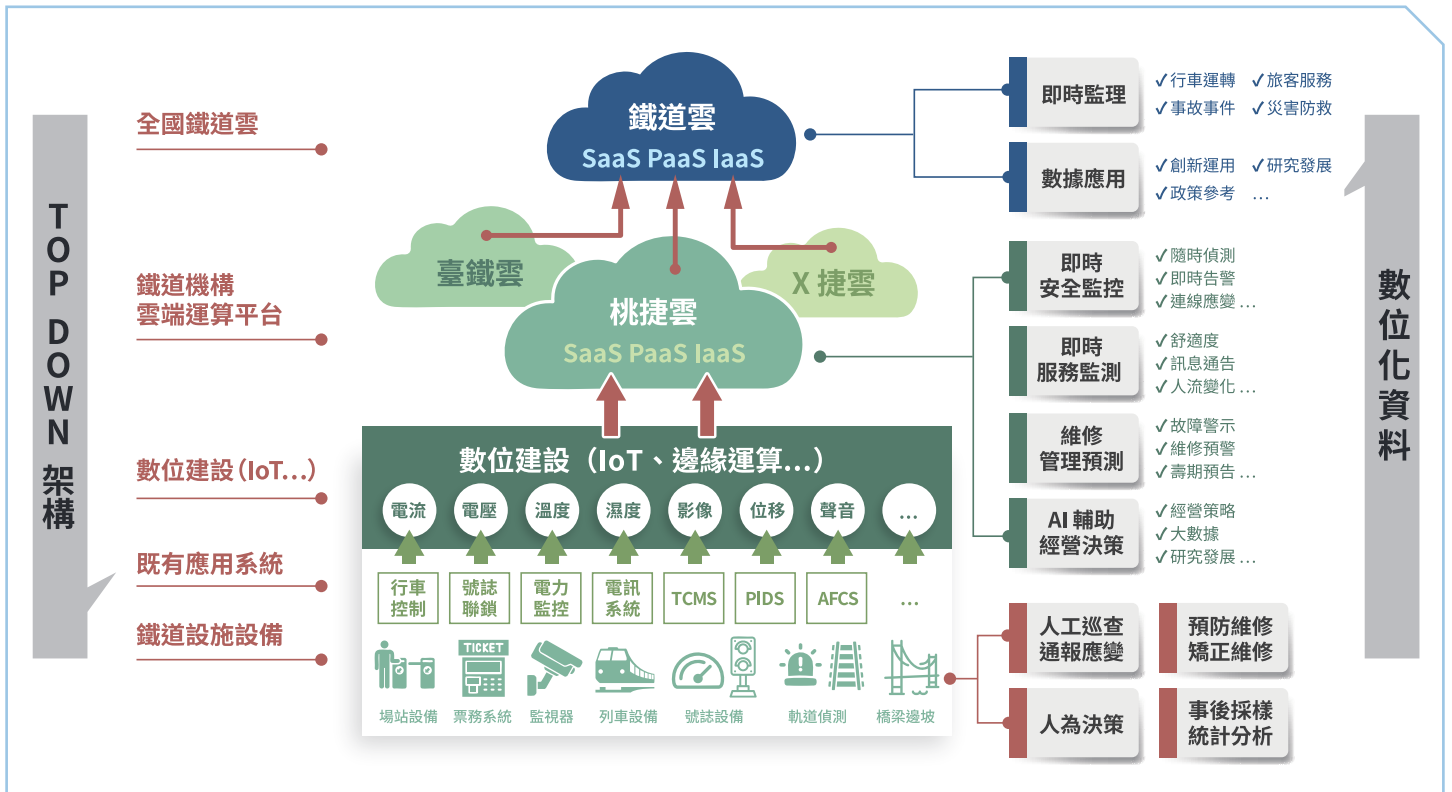 TOP DOWN 架構
全國鐵道雲
鐵道機構
雲端運算平台
數位建設(IoT...)
既有應用系統
鐵道設施設備
鐵道雲
SaaS PaaS IaaS
臺鐵雲
X 捷雲
桃捷雲
SaaS PaaS IaaS
數位建設（IoT、邊緣運算...）
電流 電壓 溫度 濕度 影像 位移 聲音 ...
行車
控制
號誌
聯鎖
電力
監控
電訊
系統
TCMS
PIDS
AFCS
...
TICKET
場站設備 票務系統 監視器 列車設備 號誌設備 軌道偵測 橋梁邊坡
即時監理
✓行車運轉 ✓旅客服務
✓事故事件 ✓災害防救
數據應用
✓創新運用 ✓研究發展
✓政策參考 ...
即時
安全監控
✓隨時偵測
✓即時告警
✓連線應變...
即時
服務監測
✓舒適度
✓訊息通告
✓人流變化...
維修
管理預測
✓故障警示
✓維修預警
✓壽期預告...
AI 輔助
經營決策
✓經營策略
✓大數據
✓研究發展...
人工巡查
通報應變
預防維修
矯正維修
人為決策
事後採樣
統計分析
數位化資料